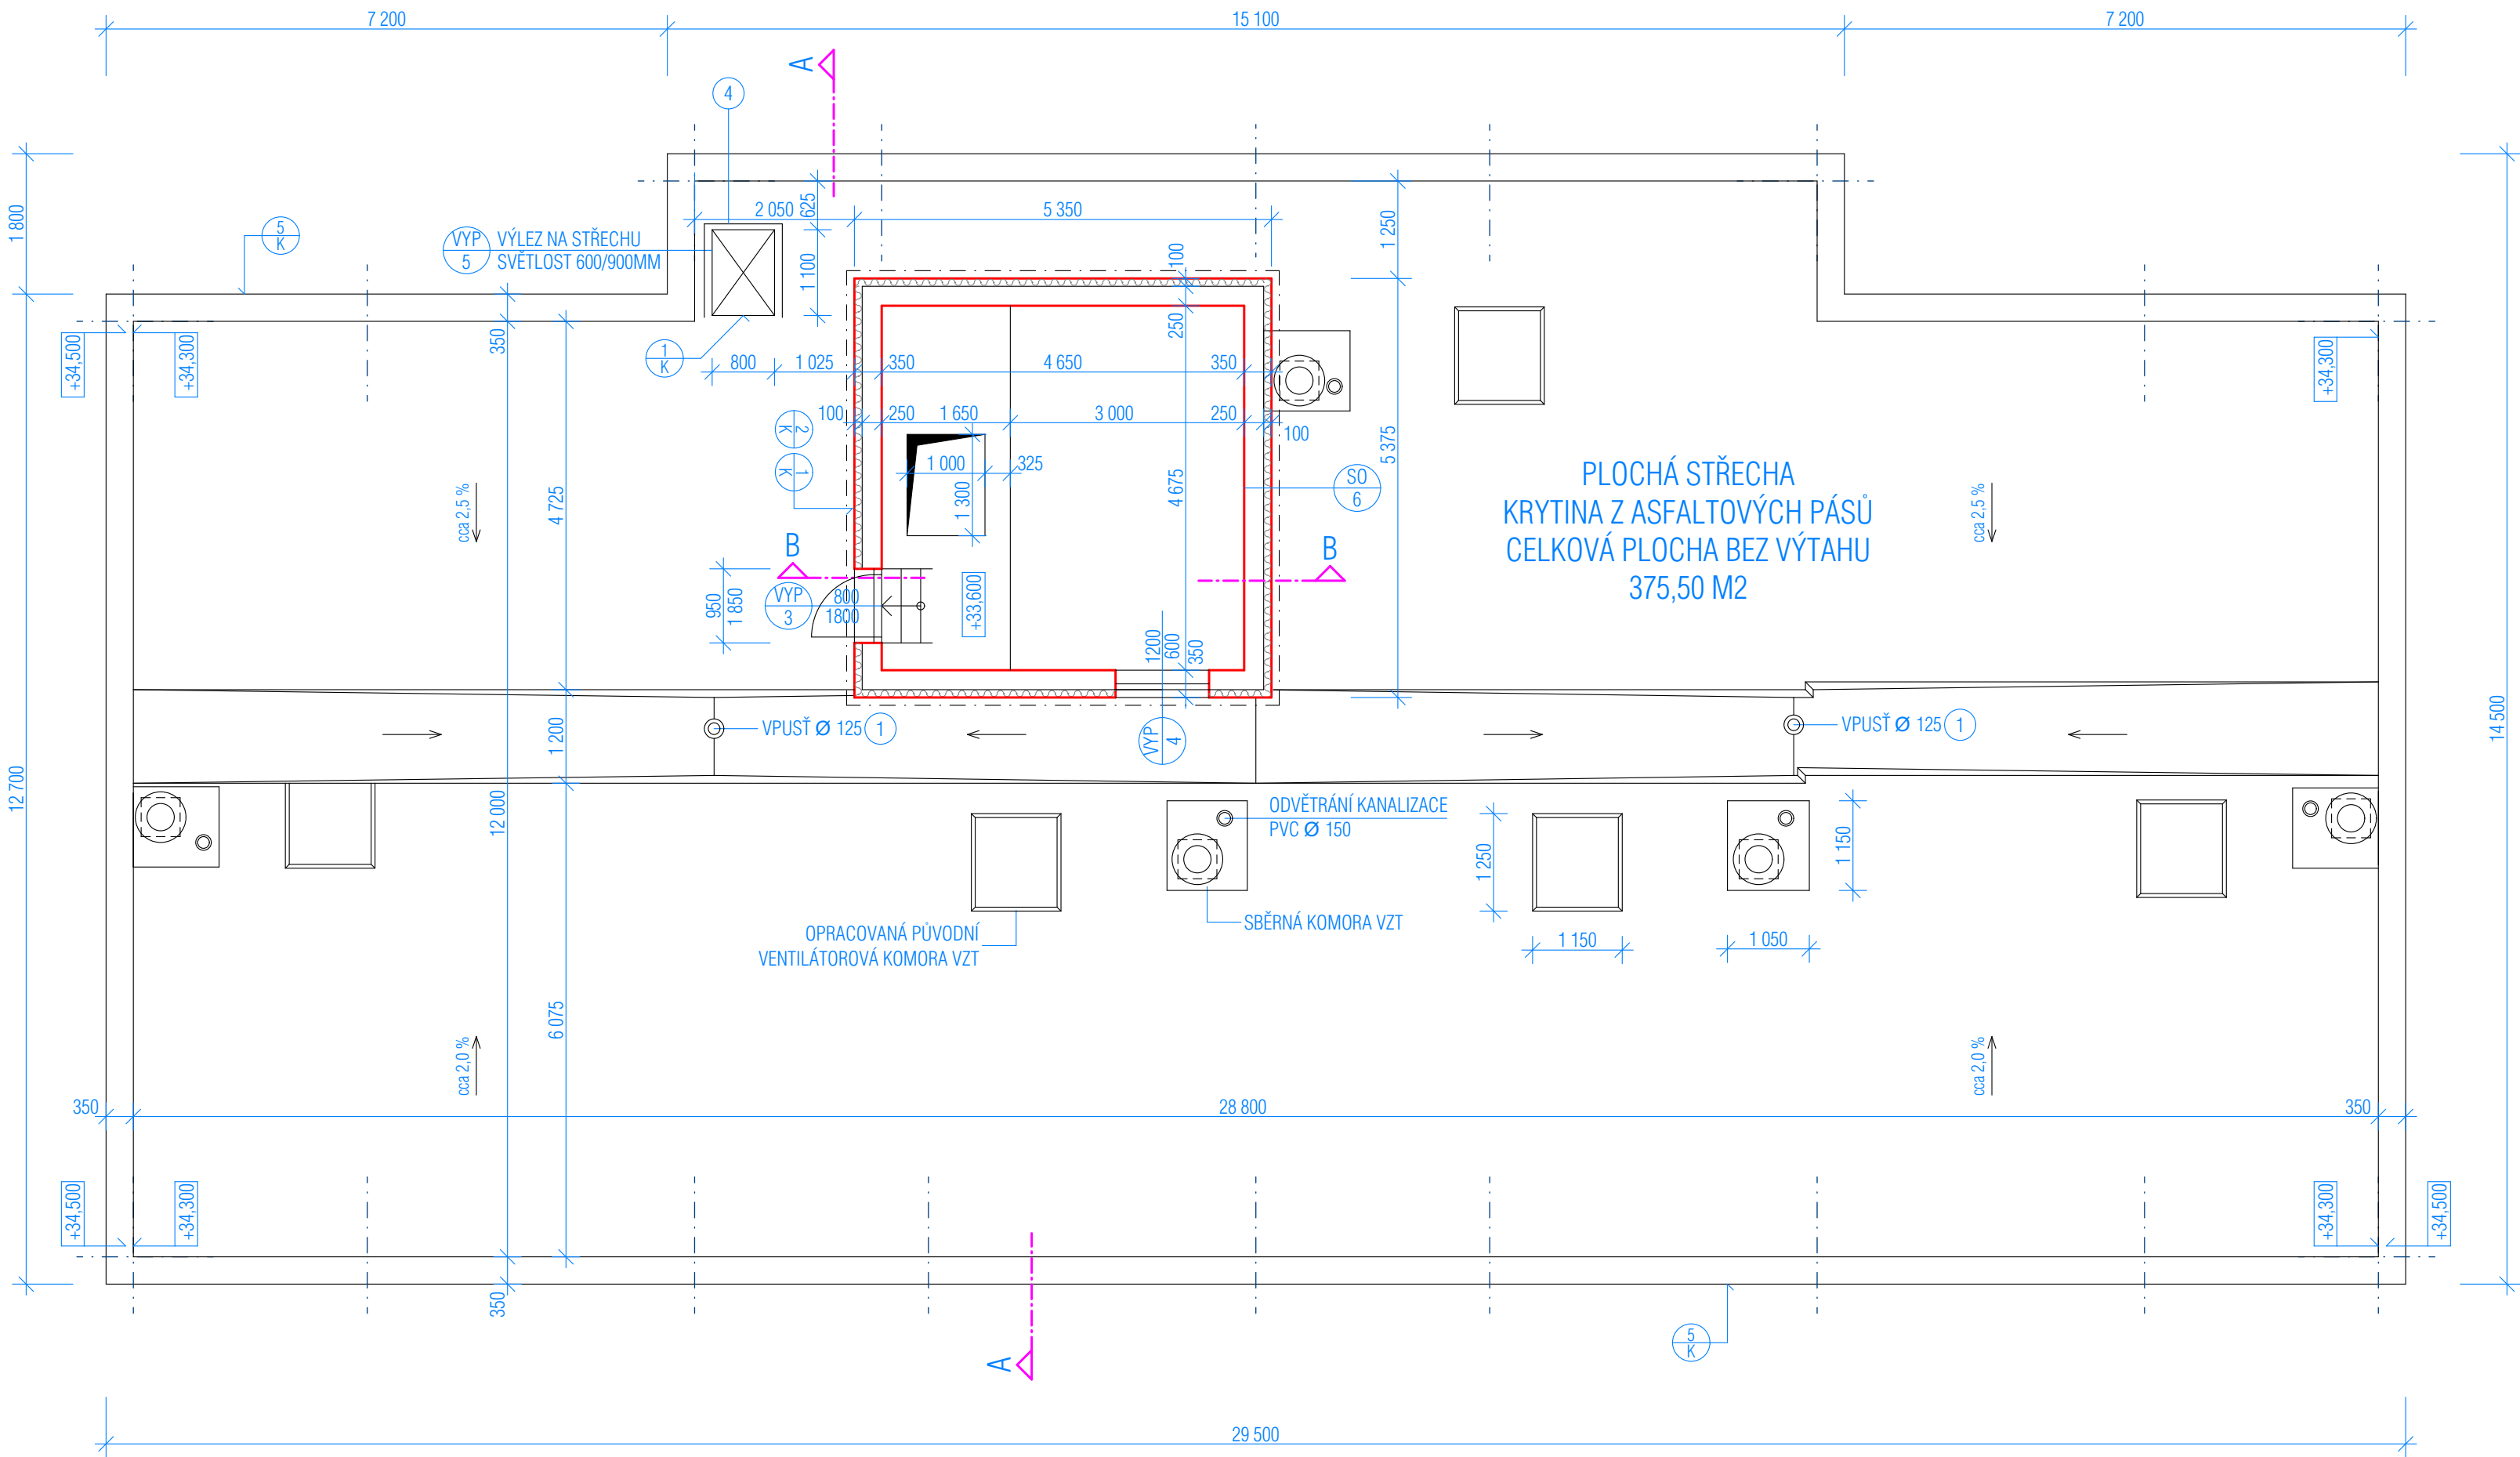 7 200
15 100
7 200
A
4
1 800
5
K
VYP
5
VÝLEZ NA STŘECHU
SVĚTLOST 600/900MM
2 050
625
5 350
1 250
1 100
100
250
350
+34,500
+34,300
1
K
800
1 025
350
4 650
350
+34,300
100
250
1 650
3 000
250
100
2
K
1
K
1 000
325
1 300
4 675
5 375
SO
6
cca 2,5 %
4 725
PLOCHÁ STŘECHA
KRYTINA Z ASFALTOVÝCH PÁSŮ
CELKOVÁ PLOCHA BEZ VÝTAHU
375,50 M2
cca 2,5 %
B
B
950
1 850
VYP
3
800
1800
+33,600
1200
600
350
14 500
12 700
1 200
VPUSŤ Ø 125
1
VYP
4
VPUSŤ Ø 125
1
12 000
ODVĚTRÁNÍ KANALIZACE
PVC Ø 150
1 250
1 150
OPRACOVANÁ PŮVODNÍ
VENTILÁTOROVÁ KOMORA VZT
SBĚRNÁ KOMORA VZT
1 150
1 050
6 075
cca 2,0 %
cca 2,0 %
350
28 800
350
+34,500
+34,300
+34,300
+34,500
350
5
K
A
29 500